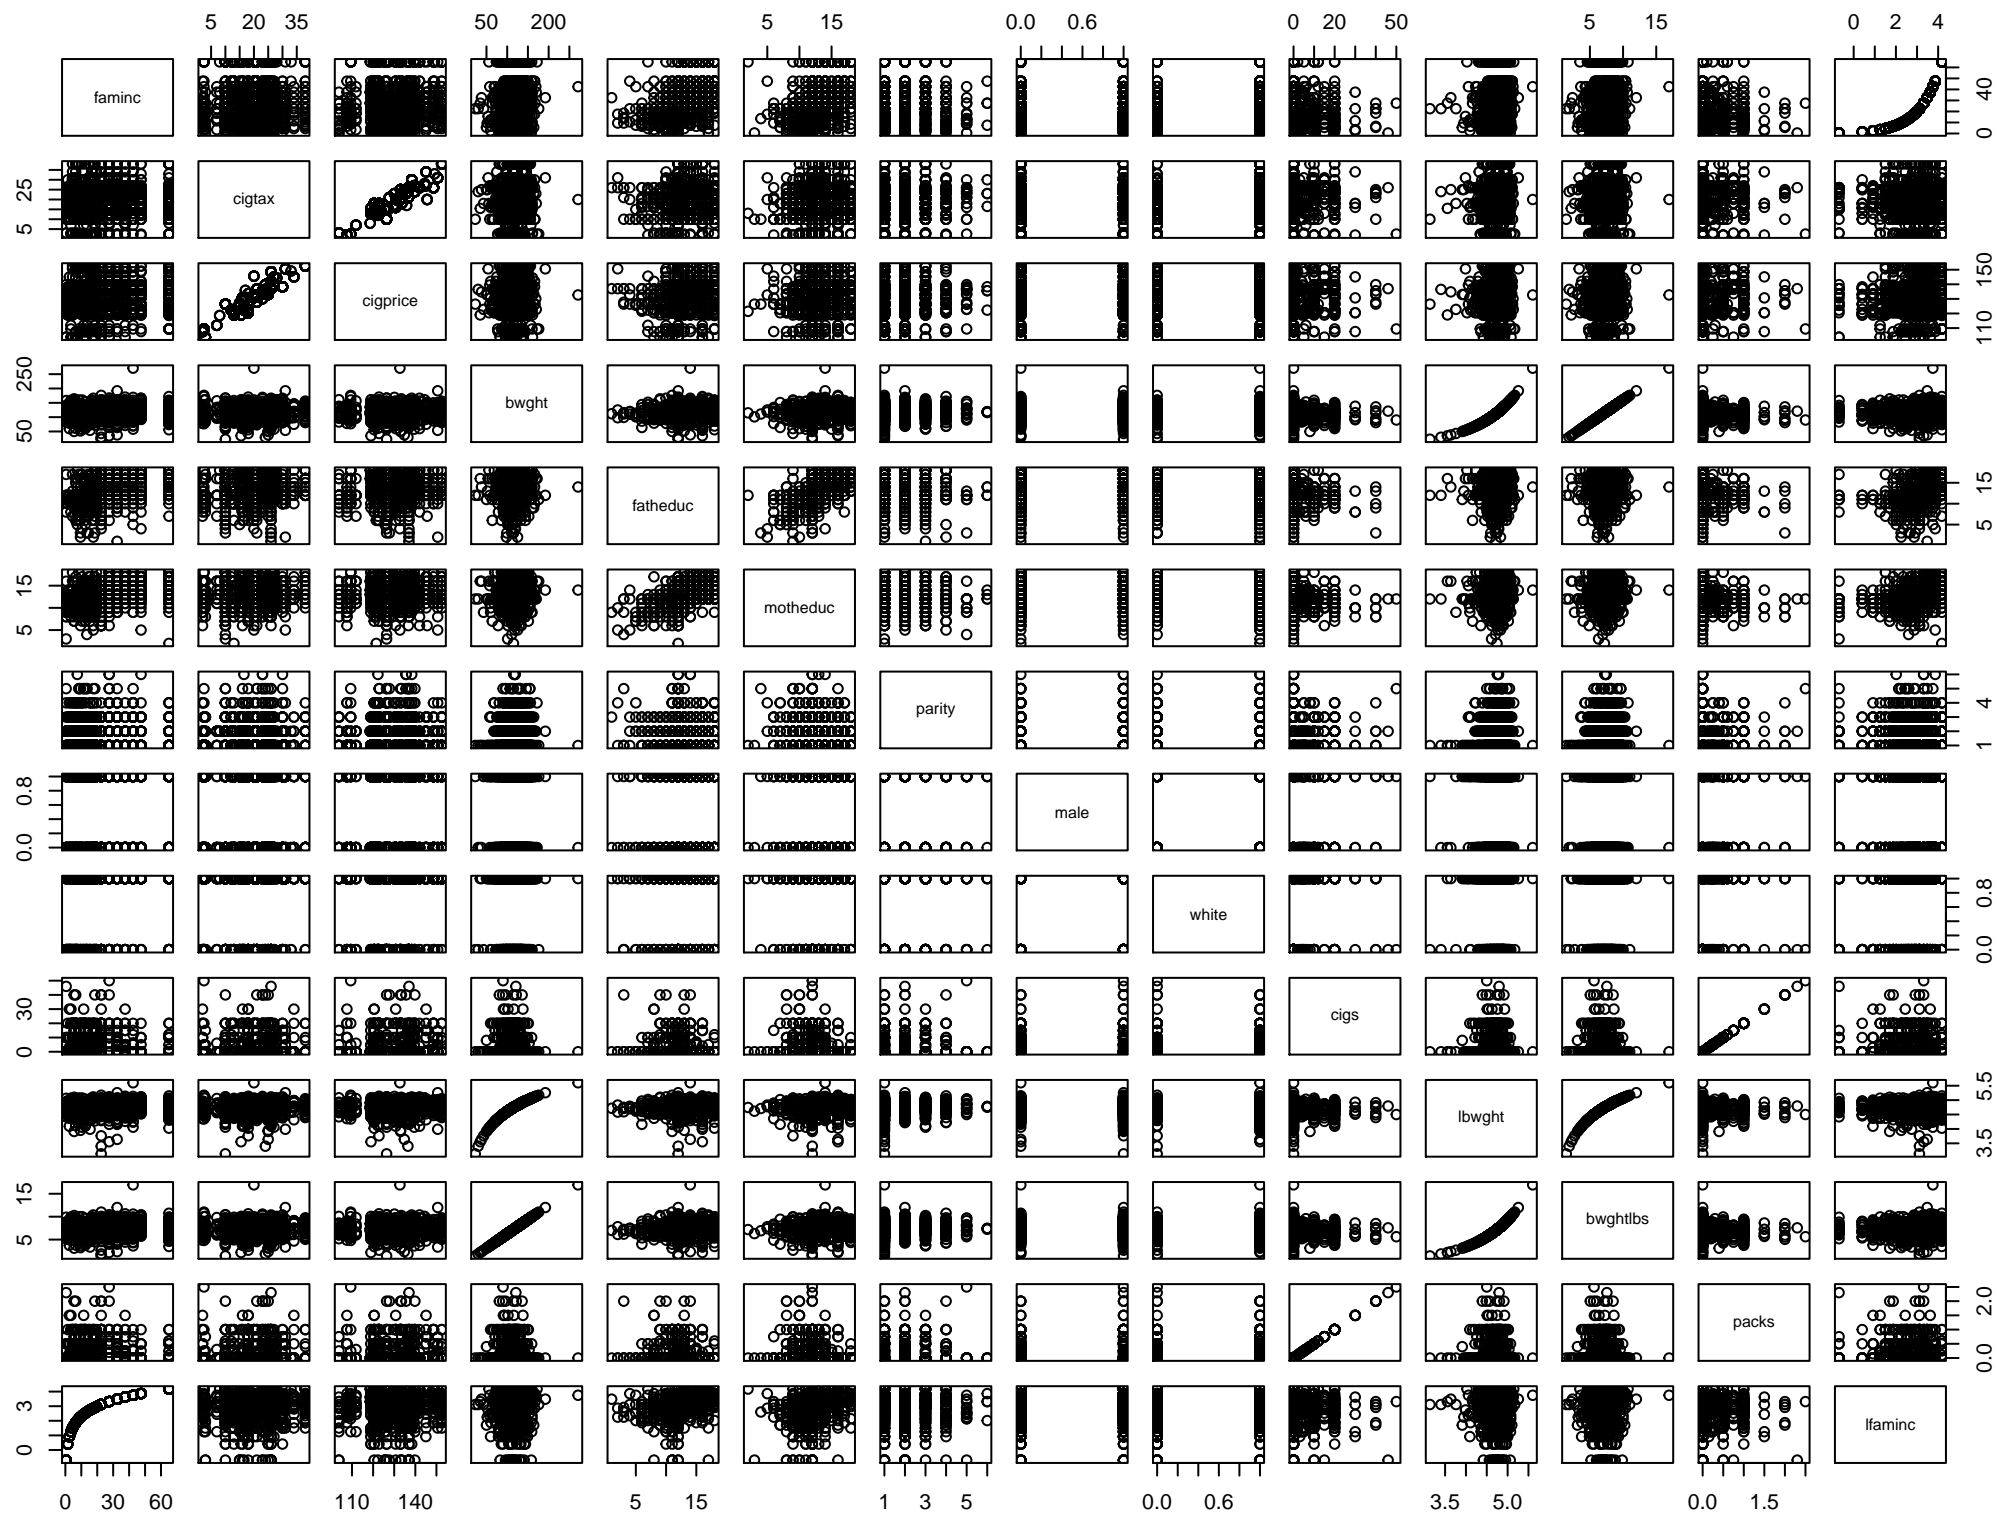 5 20 35 50 200 5 15 0.0 0.6 0 20 50 5 15 0 2 4
faminc 0 40
5 25 cigtax
cigprice 110 150
50 250 bwght
fatheduc 5 15
5 15 motheduc
parity 1 4
0.0 0.8 male
white 0.0 0.8
0 30 cigs
lbwght 3.5 5.5
5 15 bwghtlbs
packs 0.0 2.0
0 3 lfaminc
0 30 60 110 140 5 15 1 3 5 0.0 0.6 3.5 5.0 0.0 1.5